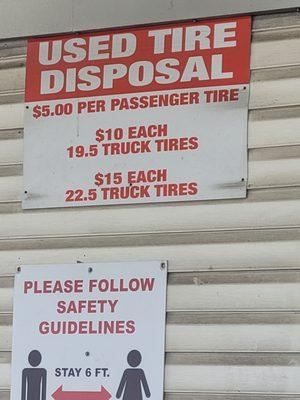 USED TIRE
DISPOSAL
$5.00 PER PASSENGER TIRE
$10 EACH
19.5 TRUCK TIRES
$15 EACH
22.5 TRUCK TIRES
PLEASE FOLLOW
SAFETY
GUIDELINES
STAY 6 FT.